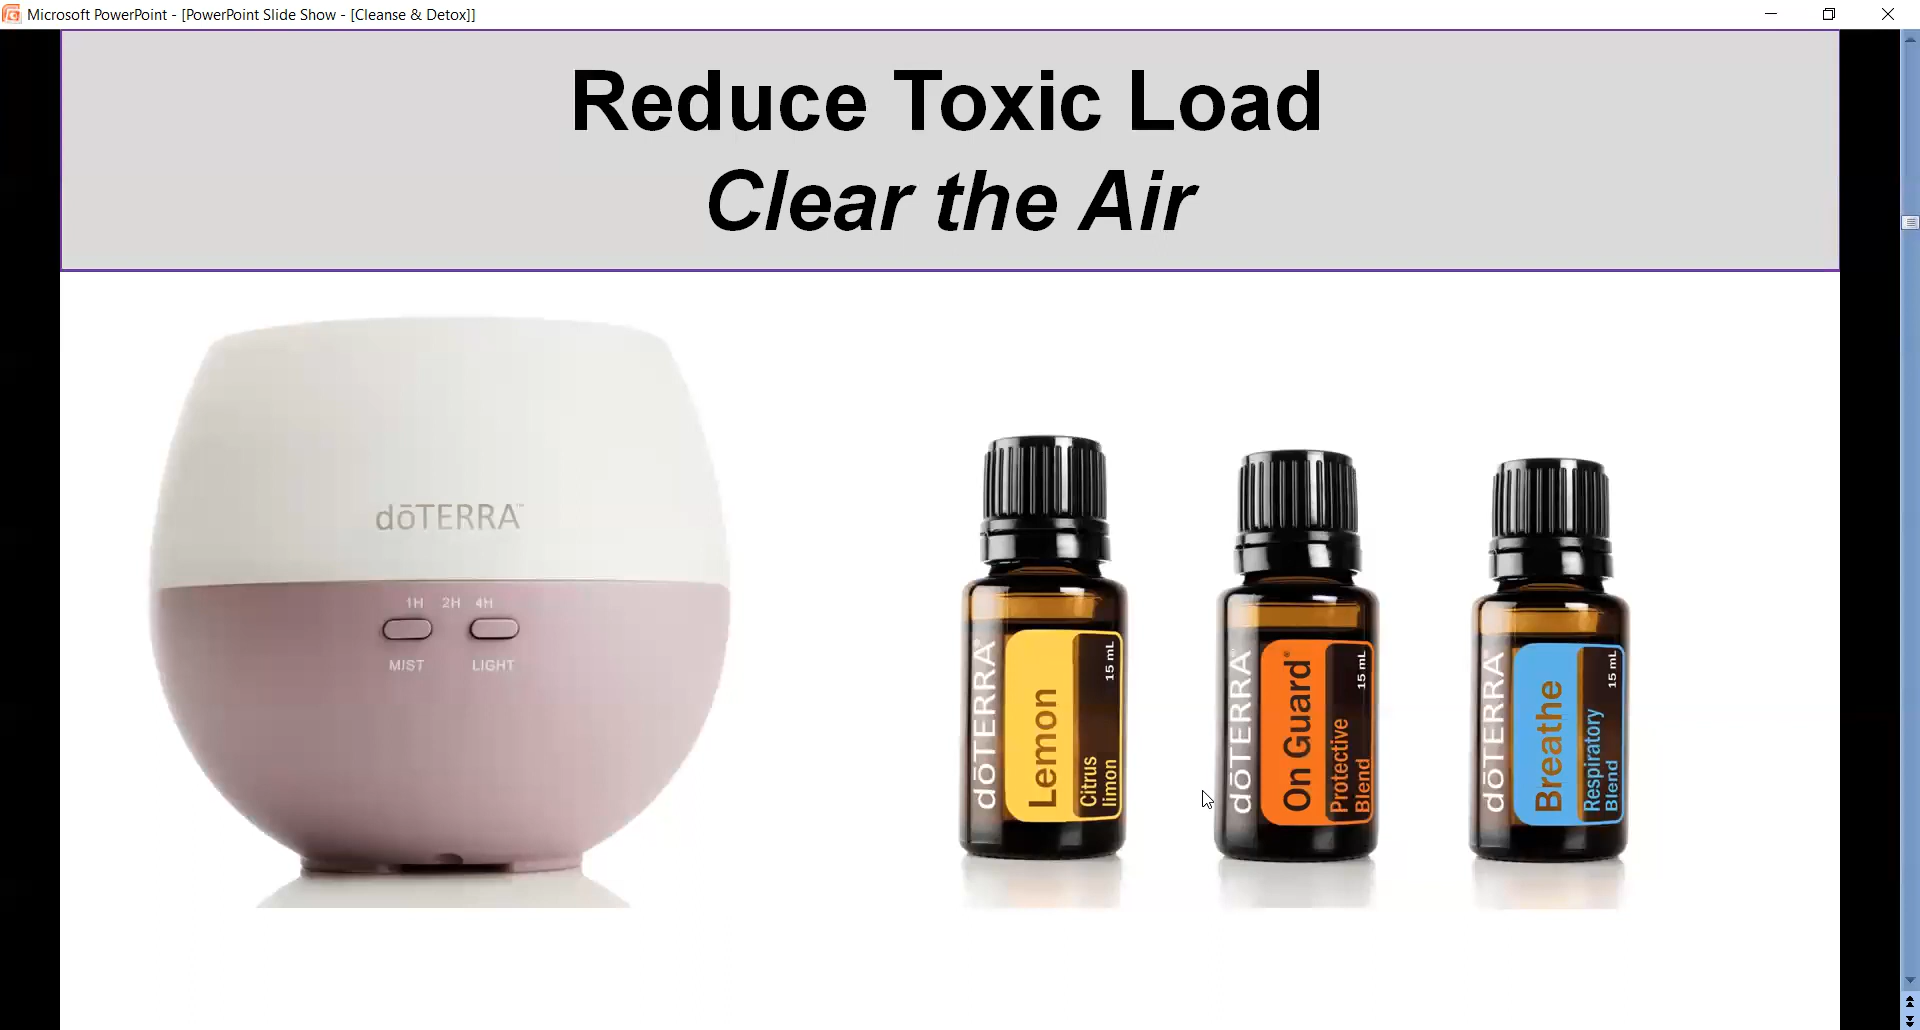 Microsoft PowerPoint - [PowerPoint Slide Show - [Cleanse & Detox]]
Reduce Toxic Load
Clear the Air
dōTERRA™
1H 2H 4H
MIST LIGHT
dōTERRA®
Lemon
Citrus
limon
15 mL
dōTERRA®
On Guard®
Protective
Blend
15 mL
dōTERRA®
Breathe
Respiratory
Blend
15 mL